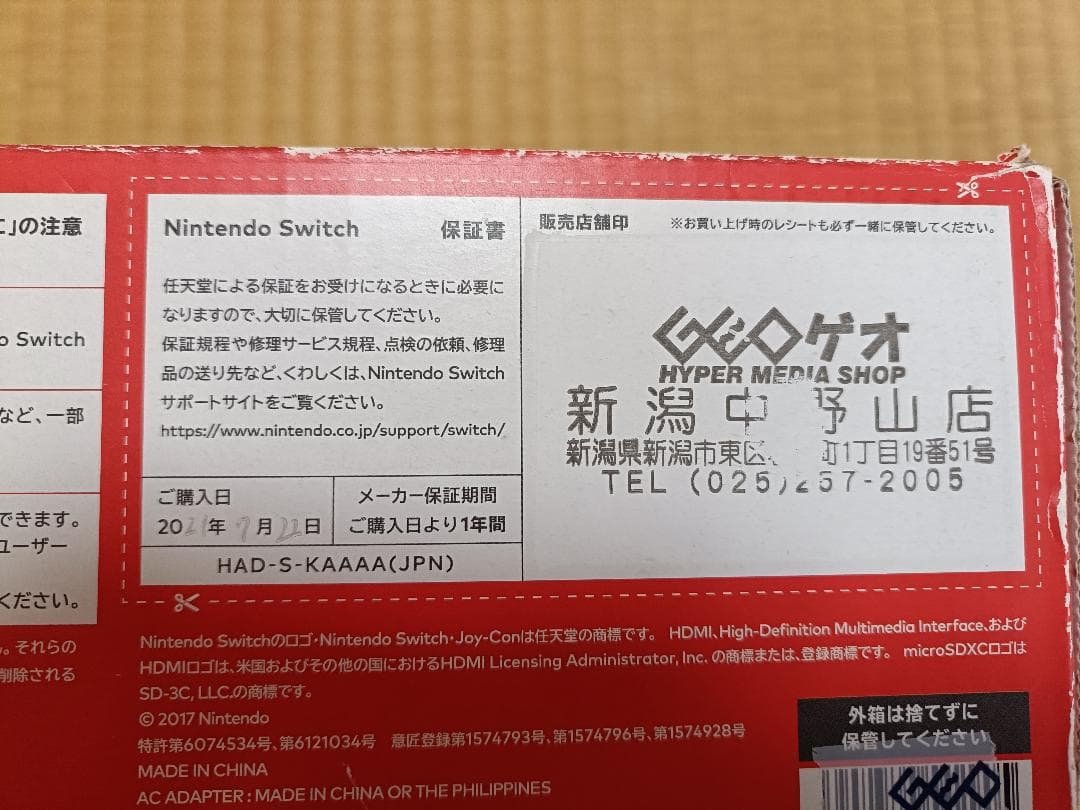 こ」の注意
o Switch
など、一部
できます。
ユーザー
ください。
。それらの
削除される
Nintendo Switch 保証書
任天堂による保証をお受けになるときに必要に
なりますので、大切に保管してください。
保証規程や修理サービス規程、点検の依頼、修理
品の送り先など、くわしくは、Nintendo Switch
サポートサイトをご覧ください。
https://www.nintendo.co.jp/support/switch/
ご購入日
2021年 7月 22日
メーカー保証期間
ご購入日より1年間
HAD-S-KAAAA(JPN)
販売店舗印 ※お買い上げ時のレシートも必ず一緒に保管してください。
GEOゲオ
HYPER MEDIA SHOP
新潟中野山店
新潟県新潟市東区 町1丁目19番51号
TEL (025)257-2005
Nintendo Switchのロゴ・Nintendo Switch・Joy-Conは任天堂の商標です。 HDMI、High-Definition Multimedia Interface、および
HDMIロゴは、米国およびその他の国におけるHDMI Licensing Administrator, Inc. の商標または、登録商標です。 microSDXCロゴは
SD-3C, LLC.の商標です。
© 2017 Nintendo
特許第6074534号、第6121034号 意匠登録第1574793号、第1574796号、第1574928号
MADE IN CHINA
AC ADAPTER : MADE IN CHINA OR THE PHILIPPINES
外箱は捨てずに
保管してください
GEO